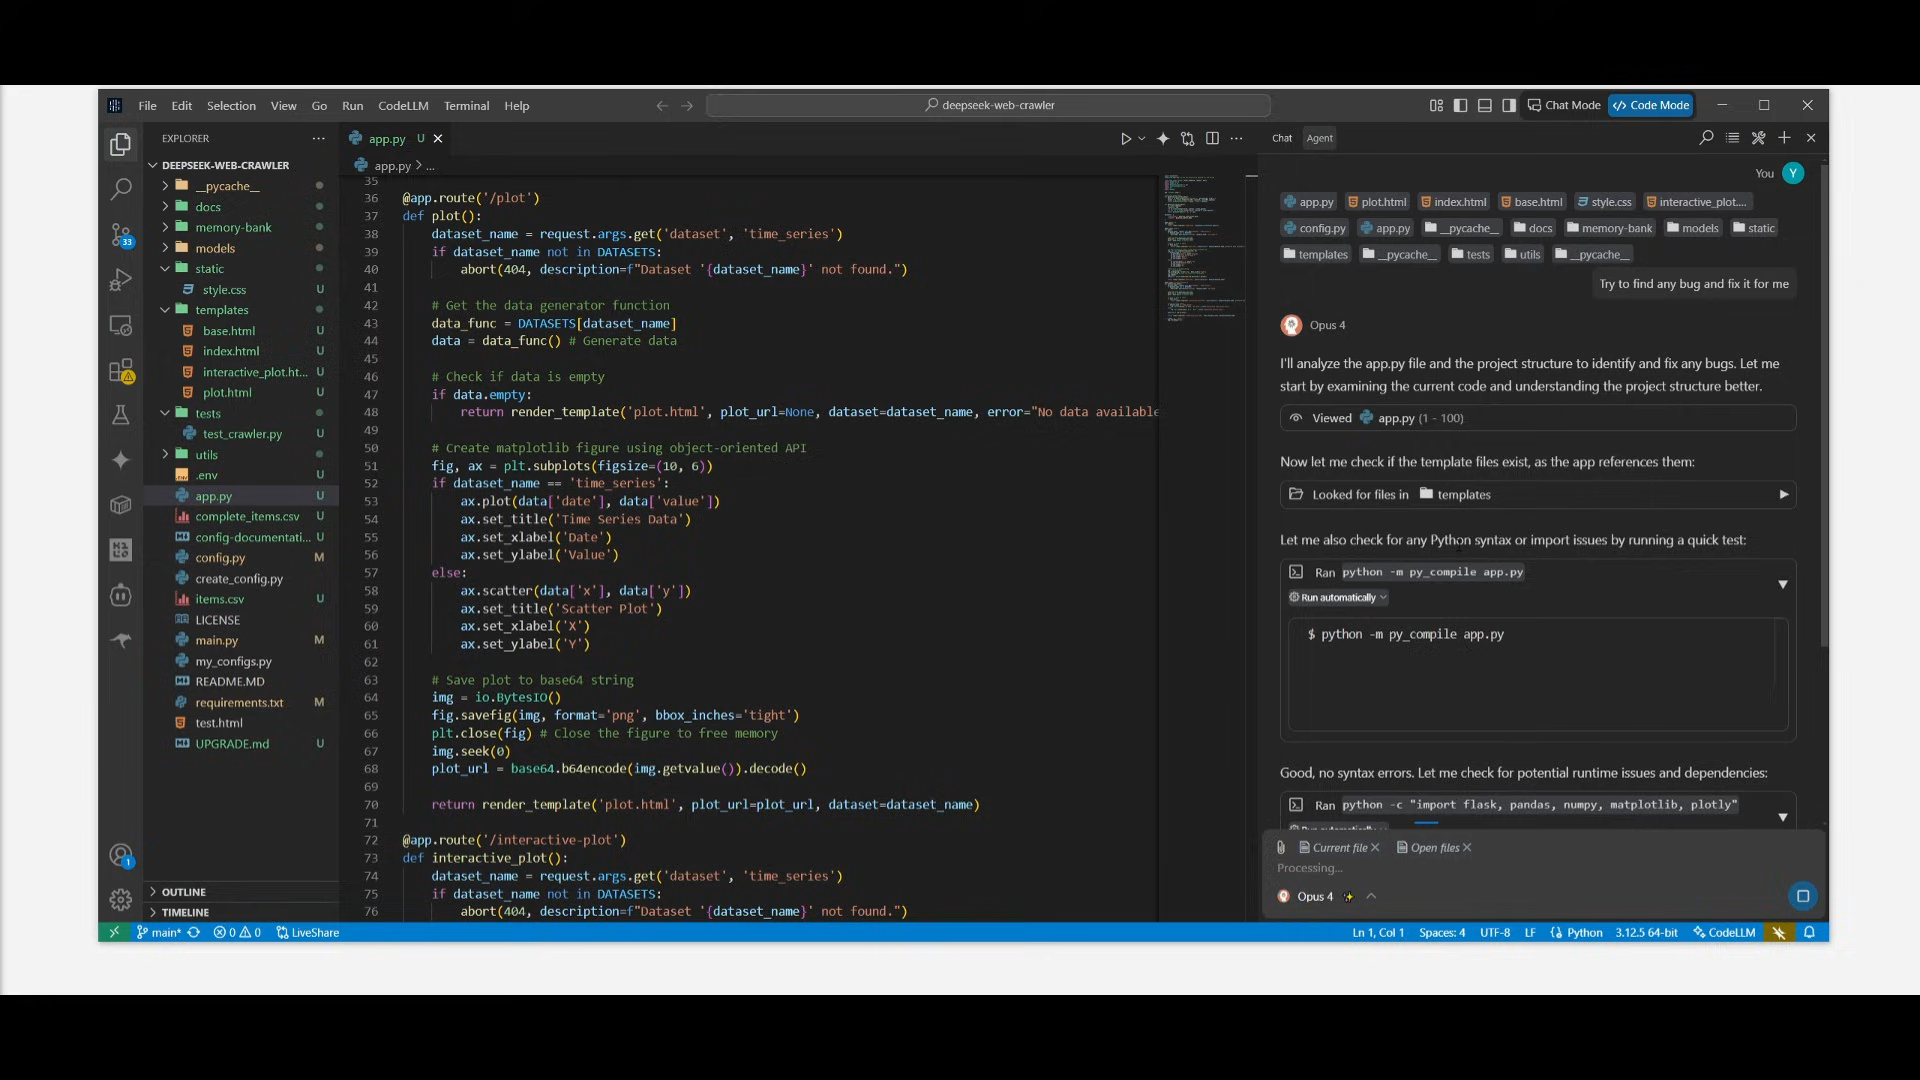 File Edit Selection View Go Run CodeLLM Terminal Help
deepseek-web-crawler
Chat Mode
Code Mode
EXPLORER
DEEPSEEK-WEB-CRAWLER
__pycache__
docs
memory-bank
models
static
style.css U
templates
base.html U
index.html U
interactive_plot.ht... U
plot.html U
tests
test_crawler.py U
utils
.env U
app.py U
complete_items.csv U
config-documentati... U
config.py M
create_config.py
items.csv U
LICENSE
main.py M
my_configs.py
README.MD
requirements.txt M
test.html
UPGRADE.md U
OUTLINE
TIMELINE
33
1
app.py U
app.py > ...
35
36 @app.route('/plot')
37 def plot():
38 dataset_name = request.args.get('dataset', 'time_series')
39 if dataset_name not in DATASETS:
40 abort(404, description=f"Dataset '{dataset_name}' not found.")
41
42 # Get the data generator function
43 data_func = DATASETS[dataset_name]
44 data = data_func() # Generate data
45
46 # Check if data is empty
47 if data.empty:
48 return render_template('plot.html', plot_url=None, dataset=dataset_name, error="No data available
49
50 # Create matplotlib figure using object-oriented API
51 fig, ax = plt.subplots(figsize=(10, 6))
52 if dataset_name == 'time_series':
53 ax.plot(data['date'], data['value'])
54 ax.set_title('Time Series Data')
55 ax.set_xlabel('Date')
56 ax.set_ylabel('Value')
57 else:
58 ax.scatter(data['x'], data['y'])
59 ax.set_title('Scatter Plot')
60 ax.set_xlabel('X')
61 ax.set_ylabel('Y')
62
63 # Save plot to base64 string
64 img = io.BytesIO()
65 fig.savefig(img, format='png', bbox_inches='tight')
66 plt.close(fig) # Close the figure to free memory
67 img.seek(0)
68 plot_url = base64.b64encode(img.getvalue()).decode()
69
70 return render_template('plot.html', plot_url=plot_url, dataset=dataset_name)
71
72 @app.route('/interactive-plot')
73 def interactive_plot():
74 dataset_name = request.args.get('dataset', 'time_series')
75 if dataset_name not in DATASETS:
76 abort(404, description=f"Dataset '{dataset_name}' not found.")
Chat Agent
You Y
app.py plot.html index.html base.html style.css interactive_plot....
config.py app.py __pycache__ docs memory-bank models static
templates __pycache__ tests utils __pycache__
Try to find any bug and fix it for me
Opus 4
I'll analyze the app.py file and the project structure to identify and fix any bugs. Let me
start by examining the current code and understanding the project structure better.
Viewed app.py (1 - 100)
Now let me check if the template files exist, as the app references them:
Looked for files in templates
Let me also check for any Python syntax or import issues by running a quick test:
Ran python -m py_compile app.py
Run automatically
$ python -m py_compile app.py
Good, no syntax errors. Let me check for potential runtime issues and dependencies:
Ran python -c "import flask, pandas, numpy, matplotlib, plotly"
Run automatically
Current file Open files
Processing...
Opus 4
main* 0 0 LiveShare
Ln 1, Col 1 Spaces: 4 UTF-8 LF Python 3.12.5 64-bit CodeLLM